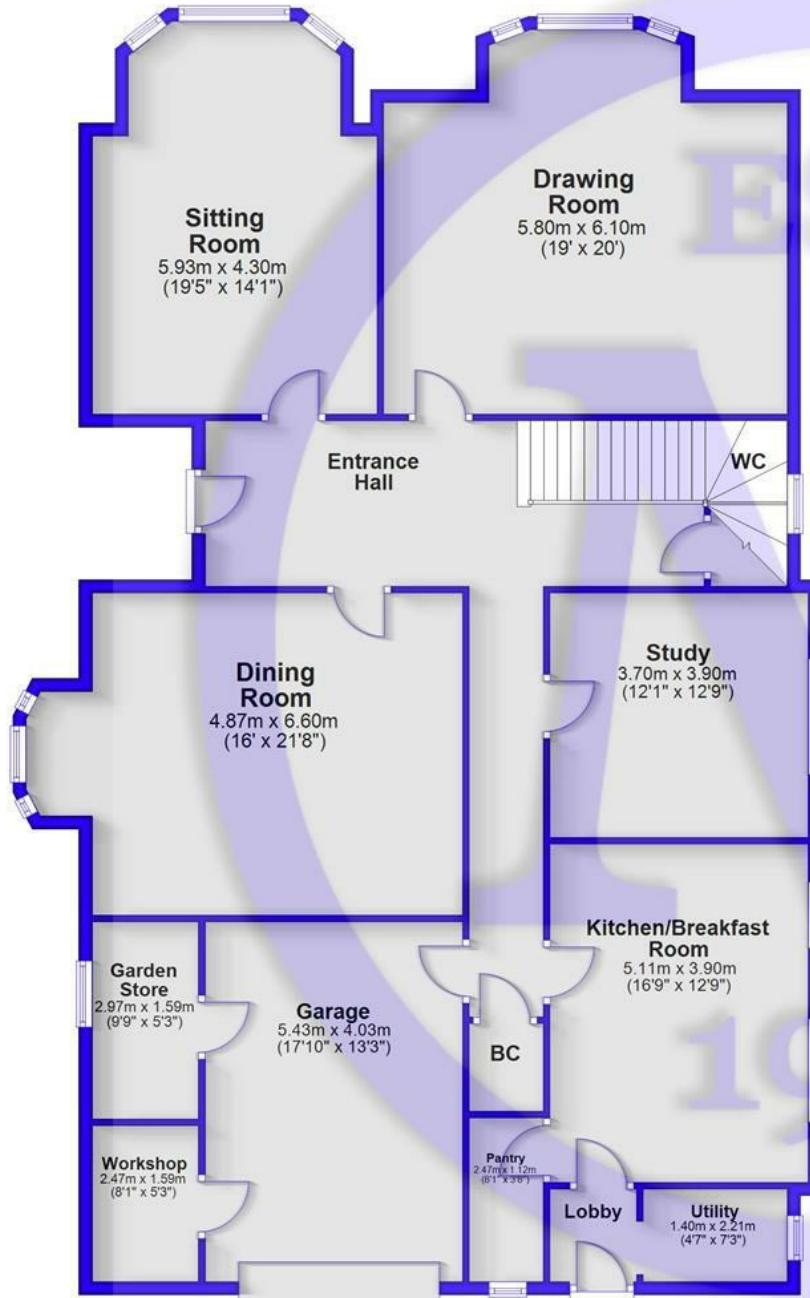 Sitting
Room
5.93m x 4.30m
(19'5" x 14'1")
Drawing
Room
5.80m x 6.10m
(19' x 20')
Entrance
Hall
WC
Dining
Room
4.87m x 6.60m
(16' x 21'8")
Study
3.70m x 3.90m
(12'1" x 12'9")
Kitchen/Breakfast
Room
5.11m x 3.90m
(16'9" x 12'9")
Garden
Store
2.97m x 1.59m
(9'9" x 5'3")
Garage
5.43m x 4.03m
(17'10" x 13'3")
BC
Workshop
2.47m x 1.59m
(8'1" x 5'3")
Pantry
2.47m x 1.12m
(8'1" x 3'8")
Lobby
Utility
1.40m x 2.21m
(4'7" x 7'3")